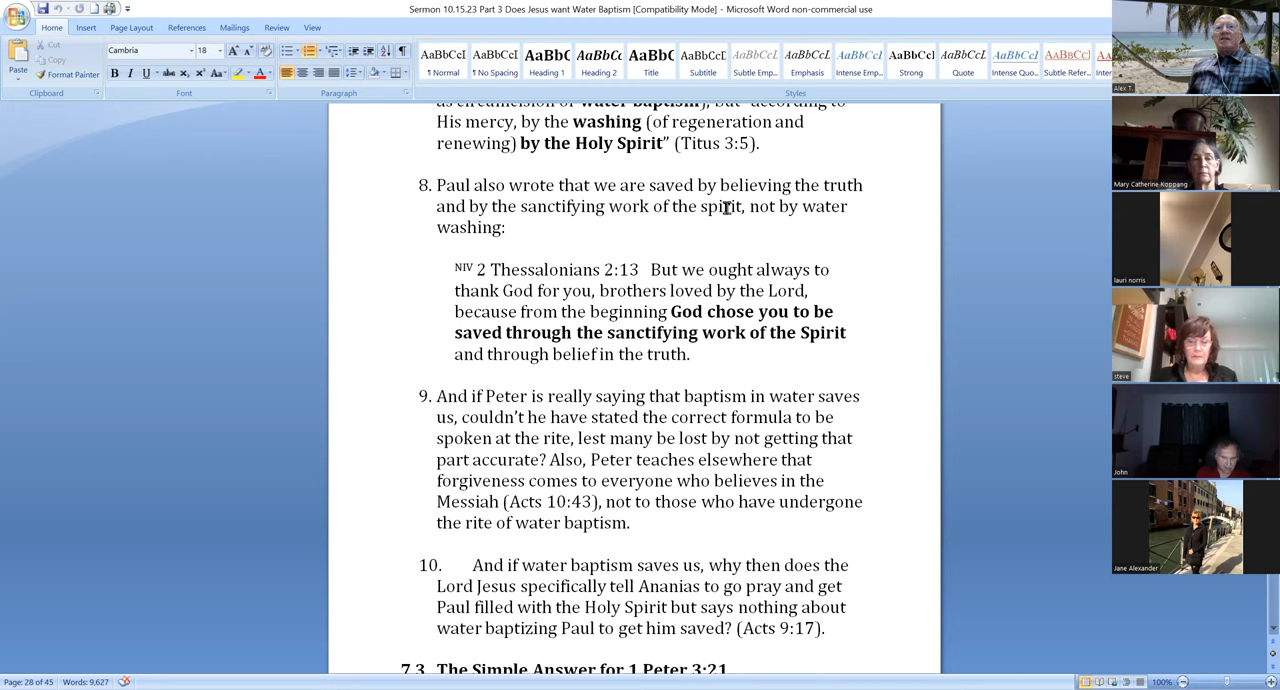 Sermon 10.15.23 Part 3 Does Jesus want Water Baptism [Compatibility Mode] - Microsoft Word non-commercial use
Home Insert Page Layout References Mailings Review View
Paste
Cut
Copy
Format Painter
Clipboard
Cambria 18
Font
Paragraph
AaBbCcI AaBbCcI AaBbC AaBbCc AaBbC AaBbCc AaBbCcI AaBbCcI AaBbCcI AaBbCcI AaBbCcI AaBbCcI AaBbCcI
¶ Normal ¶ No Spacing Heading 1 Heading 2 Title Subtitle Subtle Emp... Emphasis Intense Emp... Strong Quote Intense Quo... Subtle Refer...
Styles
His mercy, by the washing (of regeneration and
renewing) by the Holy Spirit" (Titus 3:5).
8. Paul also wrote that we are saved by believing the truth
and by the sanctifying work of the spirit, not by water
washing:
NIV 2 Thessalonians 2:13 But we ought always to
thank God for you, brothers loved by the Lord,
because from the beginning God chose you to be
saved through the sanctifying work of the Spirit
and through belief in the truth.
9. And if Peter is really saying that baptism in water saves
us, couldn't he have stated the correct formula to be
spoken at the rite, lest many be lost by not getting that
part accurate? Also, Peter teaches elsewhere that
forgiveness comes to everyone who believes in the
Messiah (Acts 10:43), not to those who have undergone
the rite of water baptism.
10. And if water baptism saves us, why then does the
Lord Jesus specifically tell Ananias to go pray and get
Paul filled with the Holy Spirit but says nothing about
water baptizing Paul to get him saved? (Acts 9:17).
7.3 The Simple Answer for 1 Peter 3:21
Page: 28 of 45 Words: 9,627
100%
Alex T.
Mary Catherine Koppang
lauri norris
steve
John
Jane Alexander